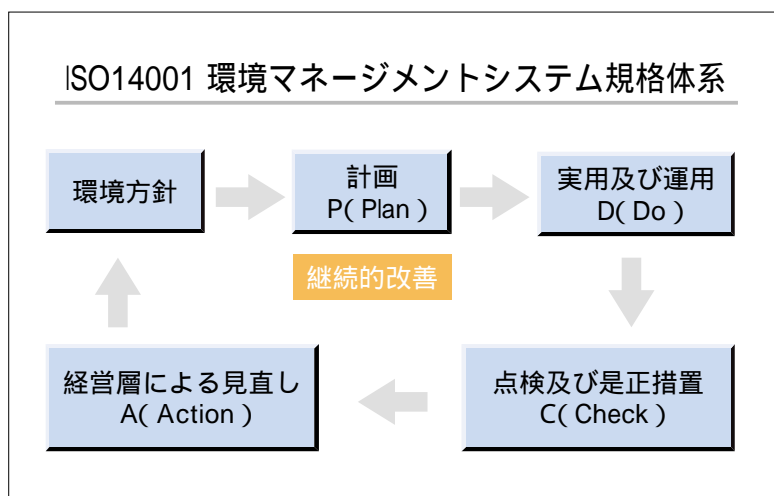 ISO14001 環境マネージメントシステム規格体系
環境方針
計画
P( Plan )
実用及び運用
D( Do )
継続的改善
経営層による見直し
A( Action )
点検及び是正措置
C( Check )